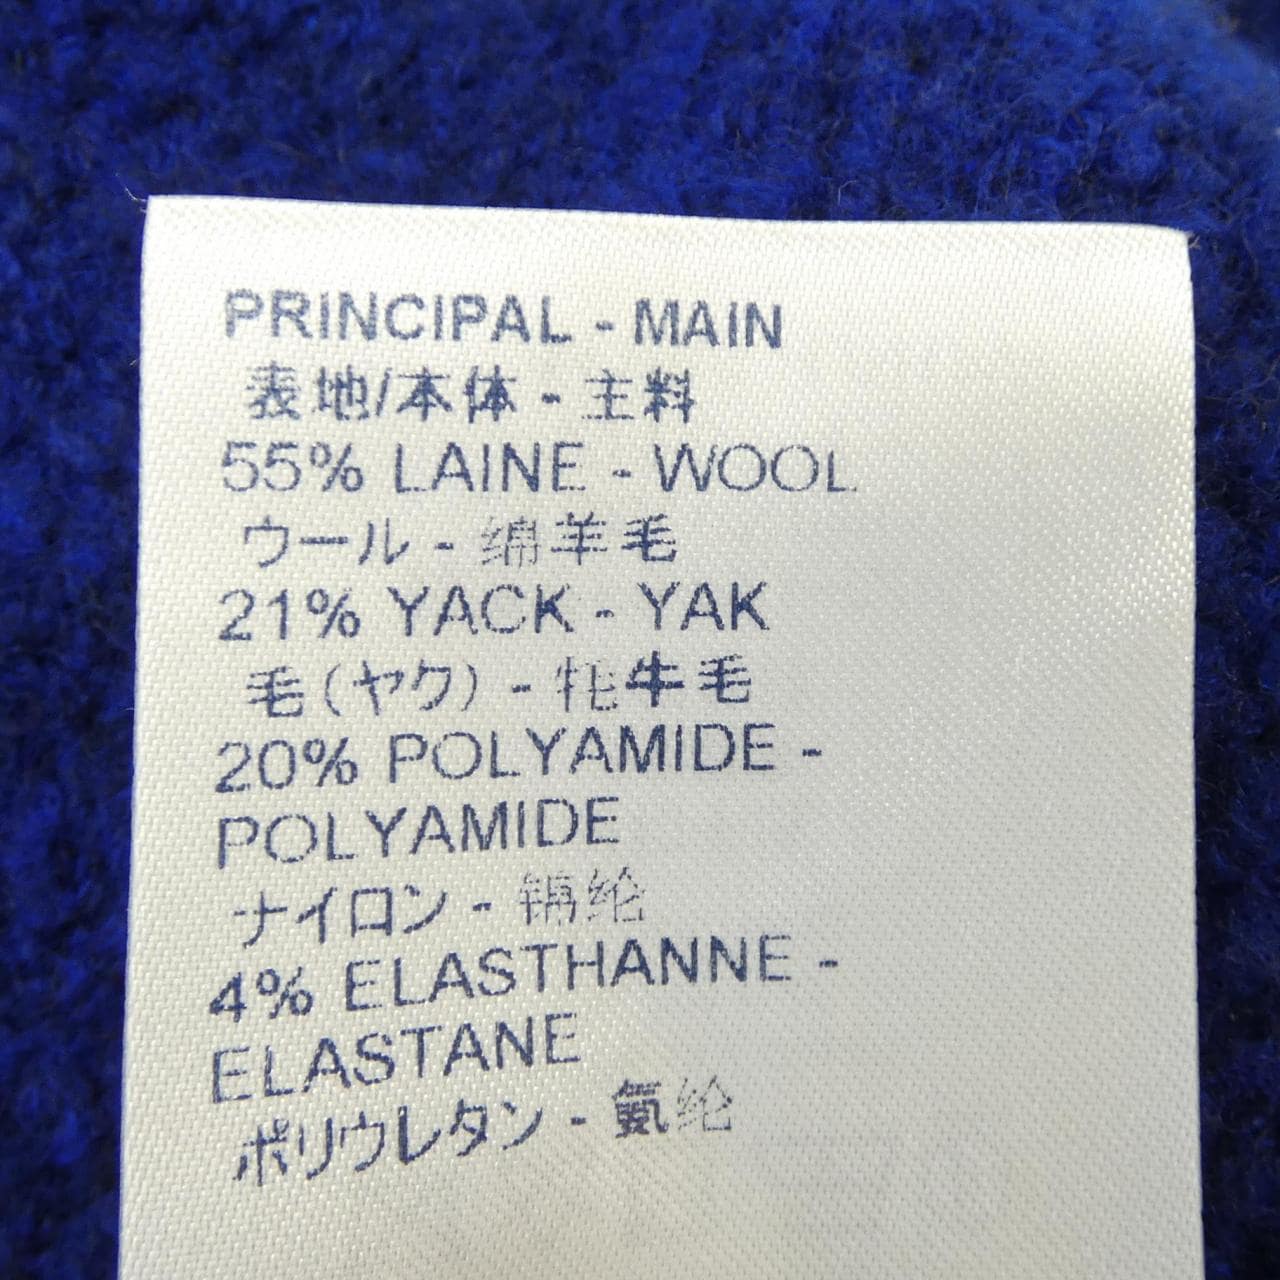 PRINCIPAL - MAIN
表地/本体 - 主料
55% LAINE - WOOL
ウール - 绵羊毛
21% YACK - YAK
毛(ヤク) - 牦牛毛
20% POLYAMIDE -
POLYAMIDE
ナイロン - 锦纶
4% ELASTHANNE -
ELASTANE
ポリウレタン - 氨纶